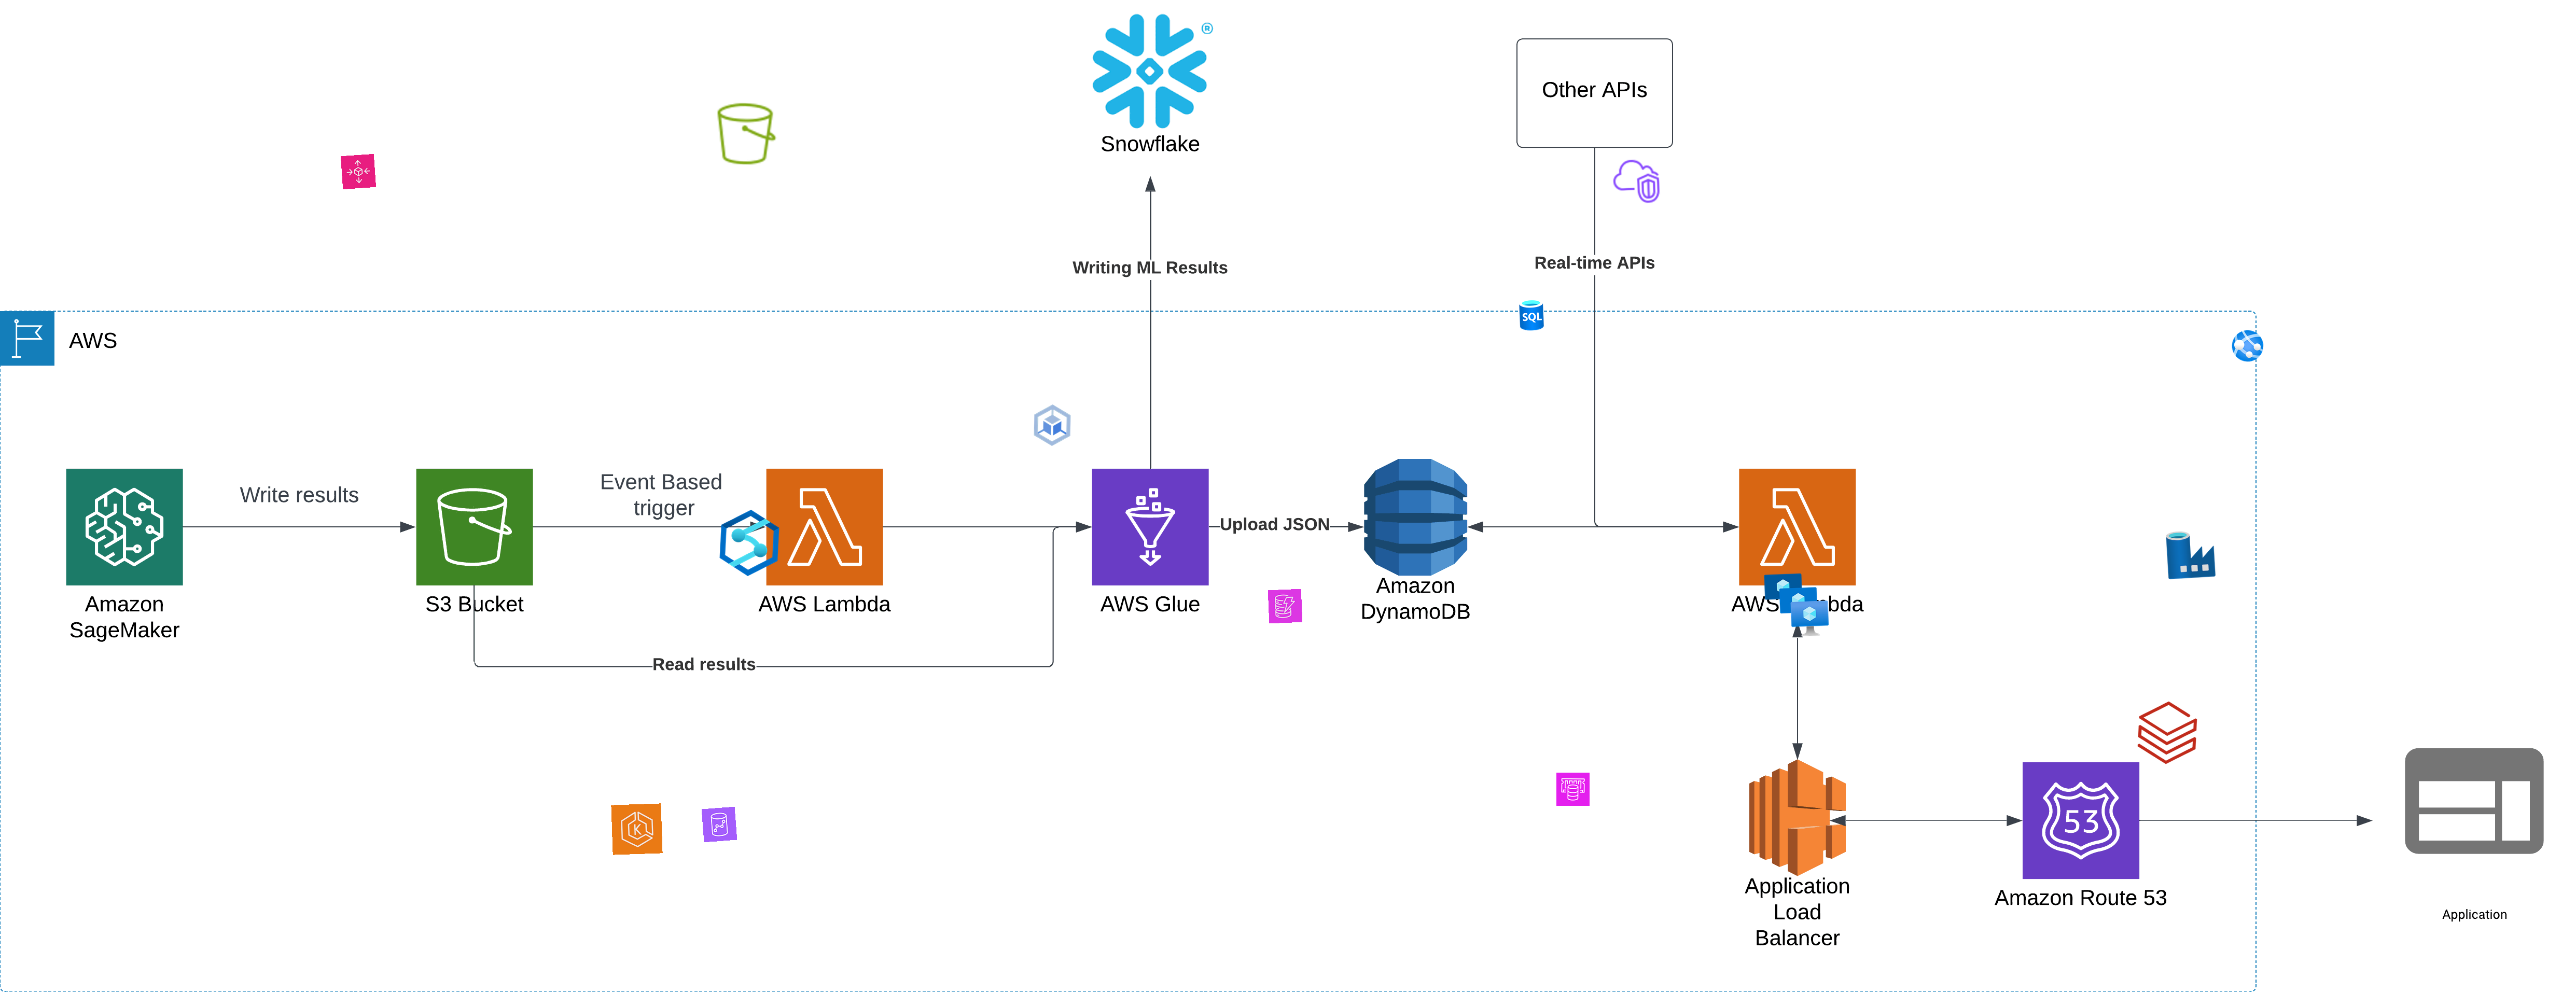 ®
Snowflake
Other APIs
Writing ML Results
Real-time APIs
SQL
AWS
Write results
Event Based
trigger
Upload JSON
Amazon
SageMaker
S3 Bucket
AWS Lambda
AWS Glue
Amazon
DynamoDB
AWS
Read results
K
53
Application
Load
Balancer
Amazon Route 53
Application